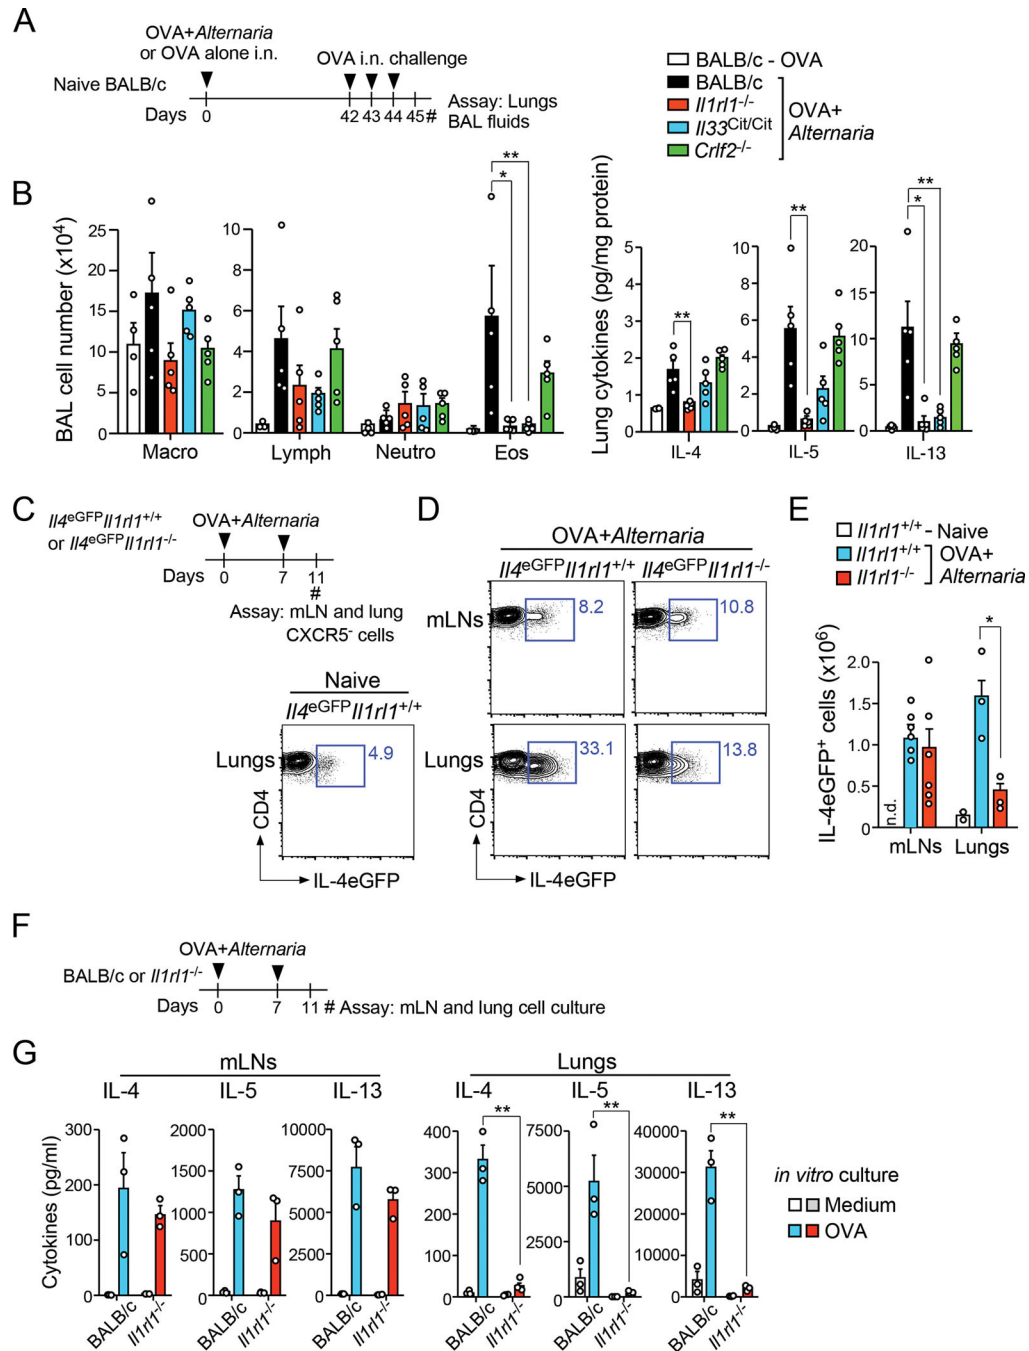 A
OVA+Alternaria
or OVA alone i.n.
OVA i.n. challenge
Naive BALB/c
Days 0 42 43 44 45 #
Assay: Lungs
BAL fluids
BALB/c - OVA
BALB/c
Il1rl1-/-
Il33Cit/Cit
Crlf2-/-
OVA+
Alternaria
B
BAL cell number (x10⁴)
25
20
15
10
5
0
Macro
10
8
6
4
2
0
Lymph
Neutro
Eos
*
**
Lung cytokines (pg/mg protein)
5
4
3
2
1
0
**
IL-4
10
8
6
4
2
0
**
IL-5
20
15
10
5
0
*
**
IL-13
C
Il4eGFPIl1rl1+/+
or Il4eGFPIl1rl1-/-
OVA+Alternaria
Days 0 7 11
#
Assay: mLN and lung
CXCR5- cells
Naive
Il4eGFPIl1rl1+/+
Lungs
4.9
CD4
IL-4eGFP
D
OVA+Alternaria
Il4eGFPIl1rl1+/+ Il4eGFPIl1rl1-/-
mLNs
8.2
10.8
Lungs
33.1
13.8
CD4
IL-4eGFP
E
Il1rl1+/+ - Naive
Il1rl1+/+
Il1rl1-/-
OVA+
Alternaria
IL-4eGFP+ cells (x10⁶)
2.0
1.5
1.0
0.5
0
n.d.
*
mLNs Lungs
F
OVA+Alternaria
BALB/c or Il1rl1-/-
Days 0 7 11 # Assay: mLN and lung cell culture
G
mLNs
Lungs
IL-4 IL-5 IL-13 IL-4 IL-5 IL-13
Cytokines (pg/ml)
300
200
100
0
BALB/c Il1rl1-/-
2000
1500
1000
500
0
BALB/c Il1rl1-/-
10000
7500
5000
2500
0
BALB/c Il1rl1-/-
400
300
200
100
0
**
BALB/c Il1rl1-/-
7500
5000
2500
0
**
BALB/c Il1rl1-/-
40000
30000
20000
10000
0
**
BALB/c Il1rl1-/-
in vitro culture
Medium
OVA